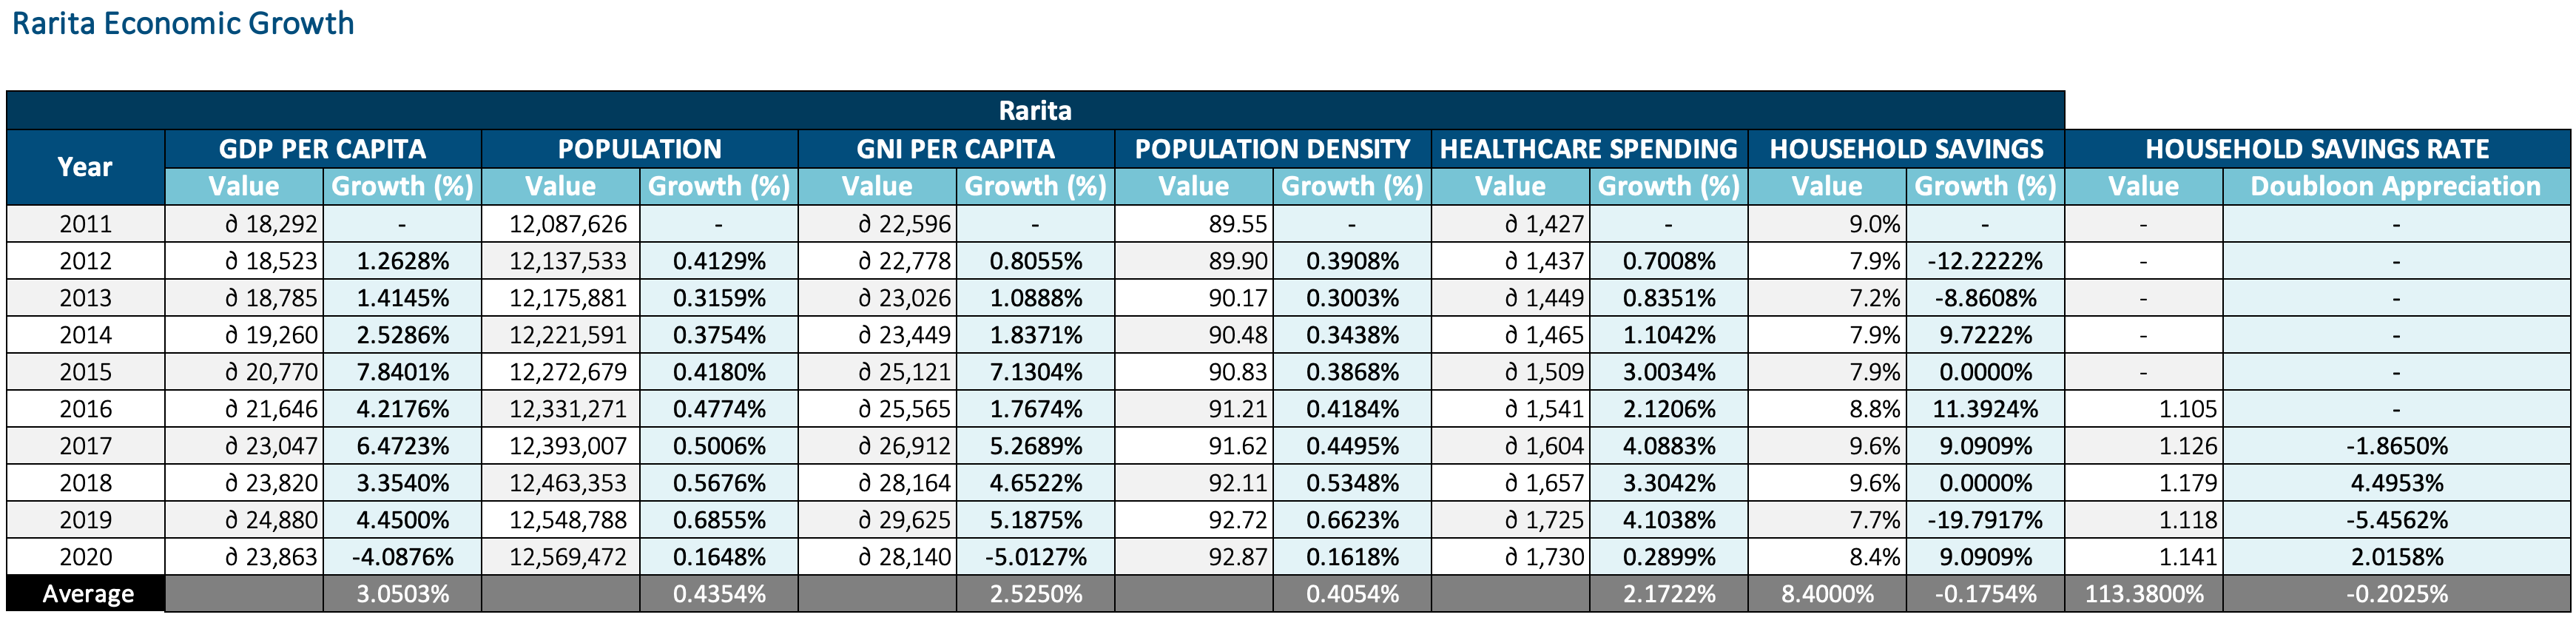 Rarita Economic Growth
Rarita
Year GDP PER CAPITA POPULATION GNI PER CAPITA POPULATION DENSITY HEALTHCARE SPENDING HOUSEHOLD SAVINGS HOUSEHOLD SAVINGS RATE
Value Growth (%) Value Growth (%) Value Growth (%) Value Growth (%) Value Growth (%) Value Growth (%) Value Doubloon Appreciation
2011 ∂ 18,292 - 12,087,626 - ∂ 22,596 - 89.55 - ∂ 1,427 - 9.0% - - -
2012 ∂ 18,523 1.2628% 12,137,533 0.4129% ∂ 22,778 0.8055% 89.90 0.3908% ∂ 1,437 0.7008% 7.9% -12.2222% - -
2013 ∂ 18,785 1.4145% 12,175,881 0.3159% ∂ 23,026 1.0888% 90.17 0.3003% ∂ 1,449 0.8351% 7.2% -8.8608% - -
2014 ∂ 19,260 2.5286% 12,221,591 0.3754% ∂ 23,449 1.8371% 90.48 0.3438% ∂ 1,465 1.1042% 7.9% 9.7222% - -
2015 ∂ 20,770 7.8401% 12,272,679 0.4180% ∂ 25,121 7.1304% 90.83 0.3868% ∂ 1,509 3.0034% 7.9% 0.0000% - -
2016 ∂ 21,646 4.2176% 12,331,271 0.4774% ∂ 25,565 1.7674% 91.21 0.4184% ∂ 1,541 2.1206% 8.8% 11.3924% 1.105 -
2017 ∂ 23,047 6.4723% 12,393,007 0.5006% ∂ 26,912 5.2689% 91.62 0.4495% ∂ 1,604 4.0883% 9.6% 9.0909% 1.126 -1.8650%
2018 ∂ 23,820 3.3540% 12,463,353 0.5676% ∂ 28,164 4.6522% 92.11 0.5348% ∂ 1,657 3.3042% 9.6% 0.0000% 1.179 4.4953%
2019 ∂ 24,880 4.4500% 12,548,788 0.6855% ∂ 29,625 5.1875% 92.72 0.6623% ∂ 1,725 4.1038% 7.7% -19.7917% 1.118 -5.4562%
2020 ∂ 23,863 -4.0876% 12,569,472 0.1648% ∂ 28,140 -5.0127% 92.87 0.1618% ∂ 1,730 0.2899% 8.4% 9.0909% 1.141 2.0158%
Average 3.0503% 0.4354% 2.5250% 0.4054% 2.1722% 8.4000% -0.1754% 113.3800% -0.2025%